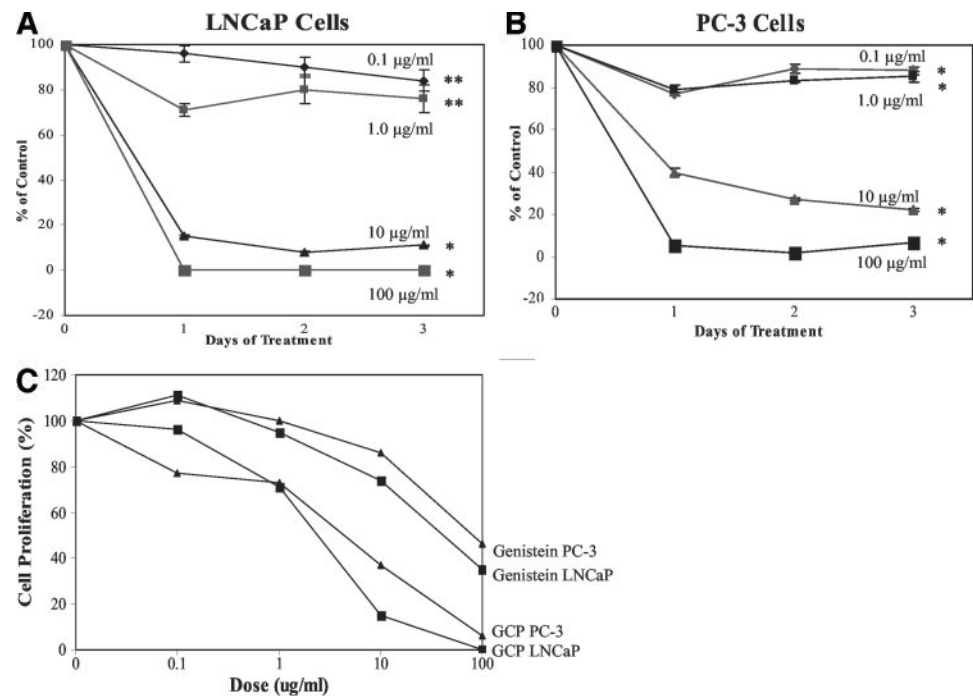 A
LNCaP Cells
% of Control
100
80
60
40
20
0
-20
0.1 µg/ml
**
**
1.0 µg/ml
10 µg/ml
*
*
100 µg/ml
0
1
2
3
Days of Treatment
B
PC-3 Cells
% of Control
100
80
60
40
20
0
-20
0.1 µg/ml
*
*
1.0 µg/ml
10 µg/ml
*
*
100 µg/ml
0
1
2
3
Days of Treatment
C
Cell Proliferation (%)
120
100
80
60
40
20
0
Genistein PC-3
Genistein LNCaP
GCP PC-3
GCP LNCaP
0
0.1
1
10
100
Dose (ug/ml)